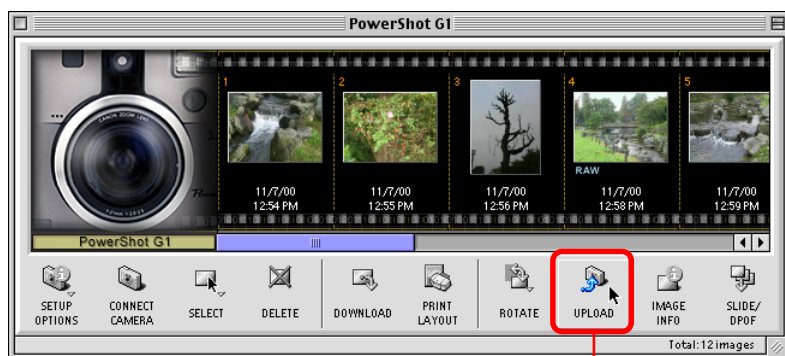 PowerShot G1
1
2
3
4
5
CANON ZOOM LENS
RAW
11/7/00
12:54 PM
11/7/00
12:55 PM
11/7/00
12:56 PM
11/7/00
12:58 PM
11/7/00
12:59 PM
PowerShot G1
SETUP
OPTIONS
CONNECT
CAMERA
SELECT
DELETE
DOWNLOAD
PRINT
LAYOUT
ROTATE
UPLOAD
IMAGE
INFO
SLIDE/
DPOF
Total:12 images